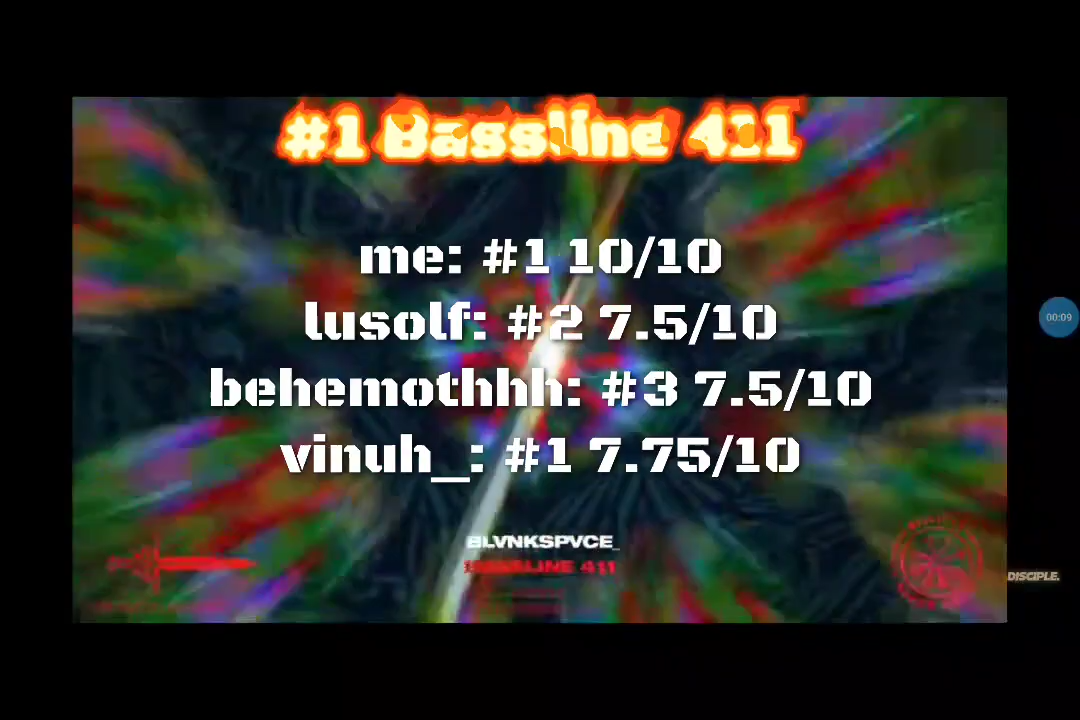 #1 Bassline 411
me: #1 10/10
lusolf: #2 7.5/10
behemothhh: #3 7.5/10
vinuh_: #1 7.75/10
00:09
BLVNKSPVCE_
BASSLINE 411
DISCIPLE.